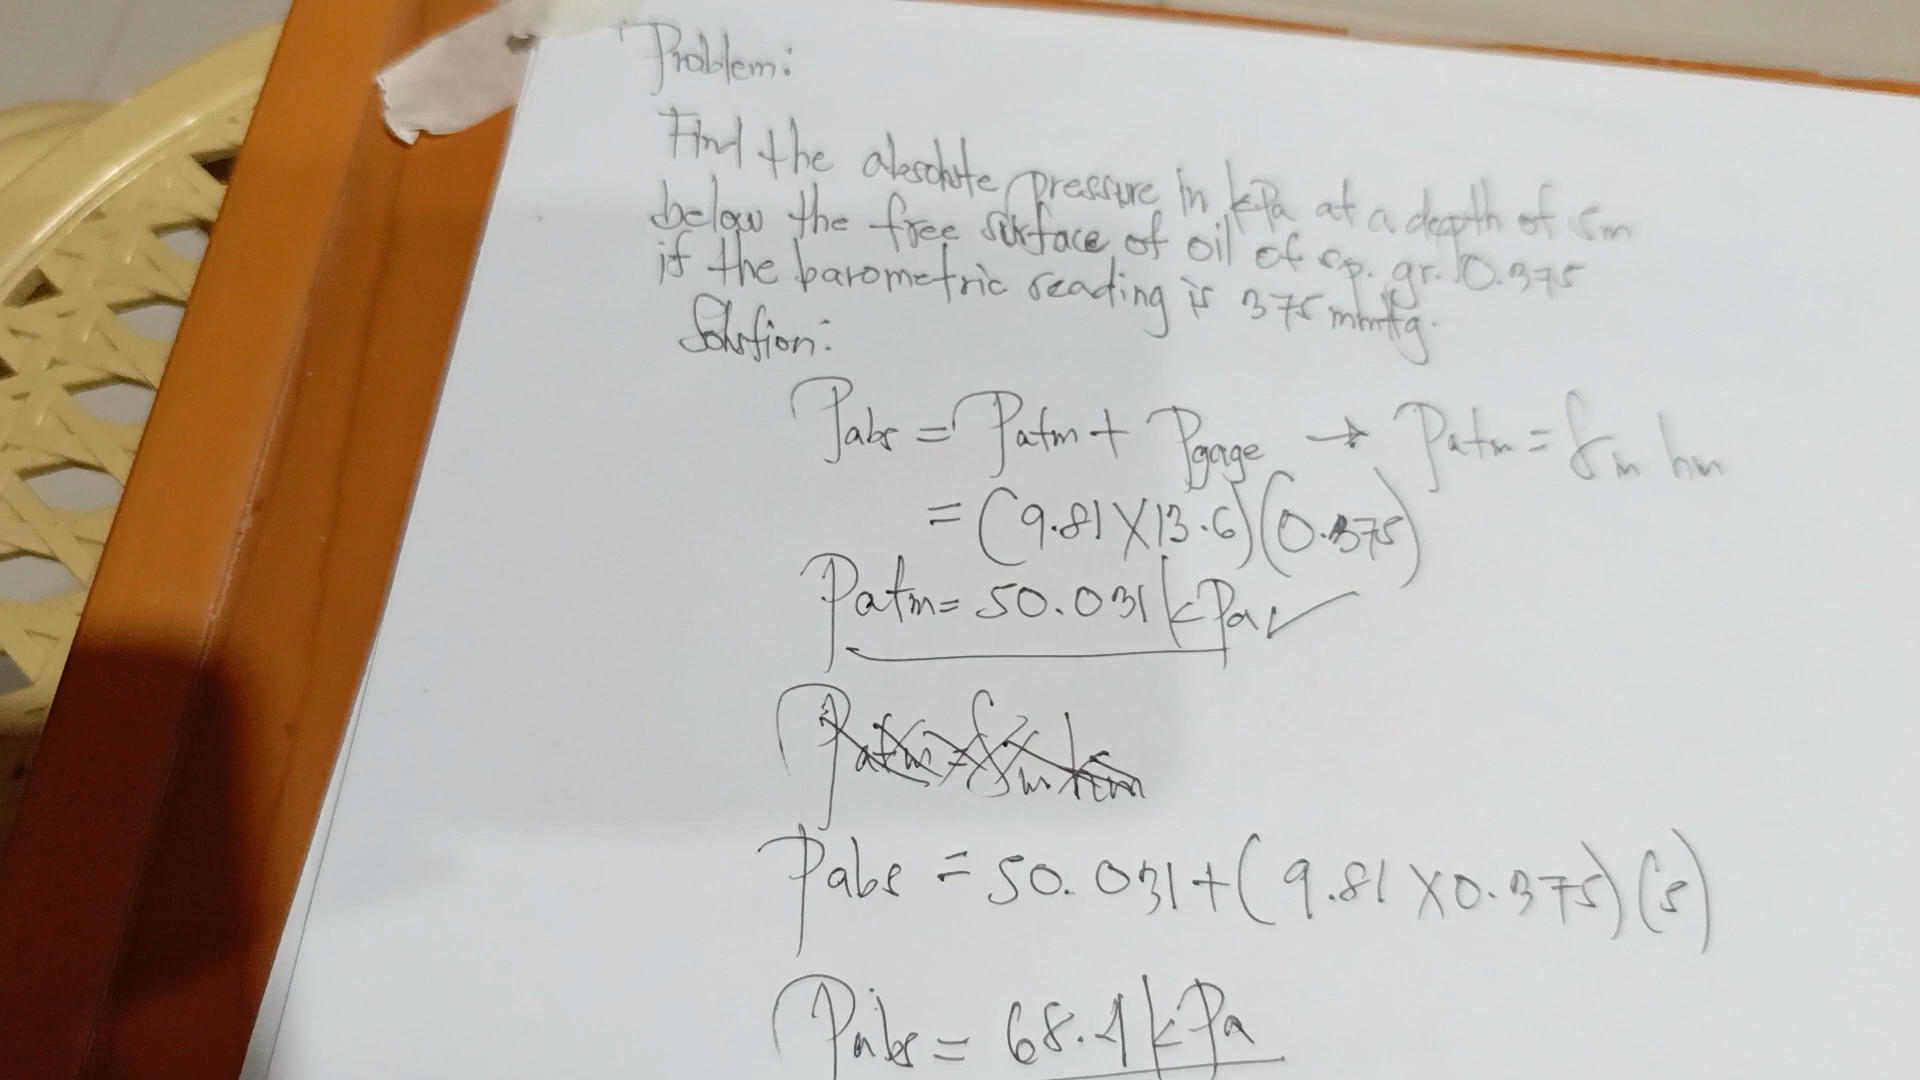 Problem:
Find the absolute pressure in kPa at a depth of 5m
below the free surface of oil of sp. gr. 0.375
if the barometric reading is 375 mmHg.
Solution:
Pabs = Patm + Pgage → Patm = γm hm
= (9.81 X 13.6)(0.375)
Patm = 50.031 kPa ✓
Patm = γm hm
Pabs = 50.031 + (9.81 X 0.375)(5)
Pabs = 68.4 kPa